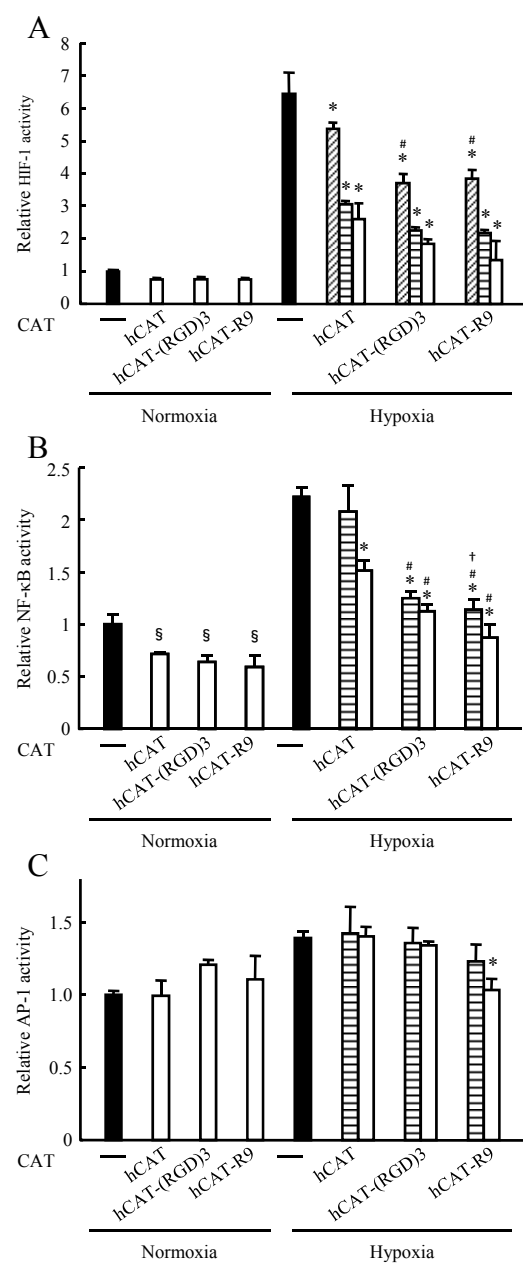 A
Relative HIF-1 activity
8
7
6
5
4
3
2
1
0
*
* *
#
*
* *
#
*
* *
CAT
—
hCAT
hCAT-(RGD)3
hCAT-R9
—
hCAT
hCAT-(RGD)3
hCAT-R9
Normoxia
Hypoxia
B
Relative NF-κB activity
2.5
2
1.5
1
0.5
0
§
§
§
*
#
*
#
*
†
#
*
#
*
CAT
—
hCAT
hCAT-(RGD)3
hCAT-R9
—
hCAT
hCAT-(RGD)3
hCAT-R9
Normoxia
Hypoxia
C
Relative AP-1 activity
1.5
1.0
0.5
0
*
CAT
—
hCAT
hCAT-(RGD)3
hCAT-R9
—
hCAT
hCAT-(RGD)3
hCAT-R9
Normoxia
Hypoxia